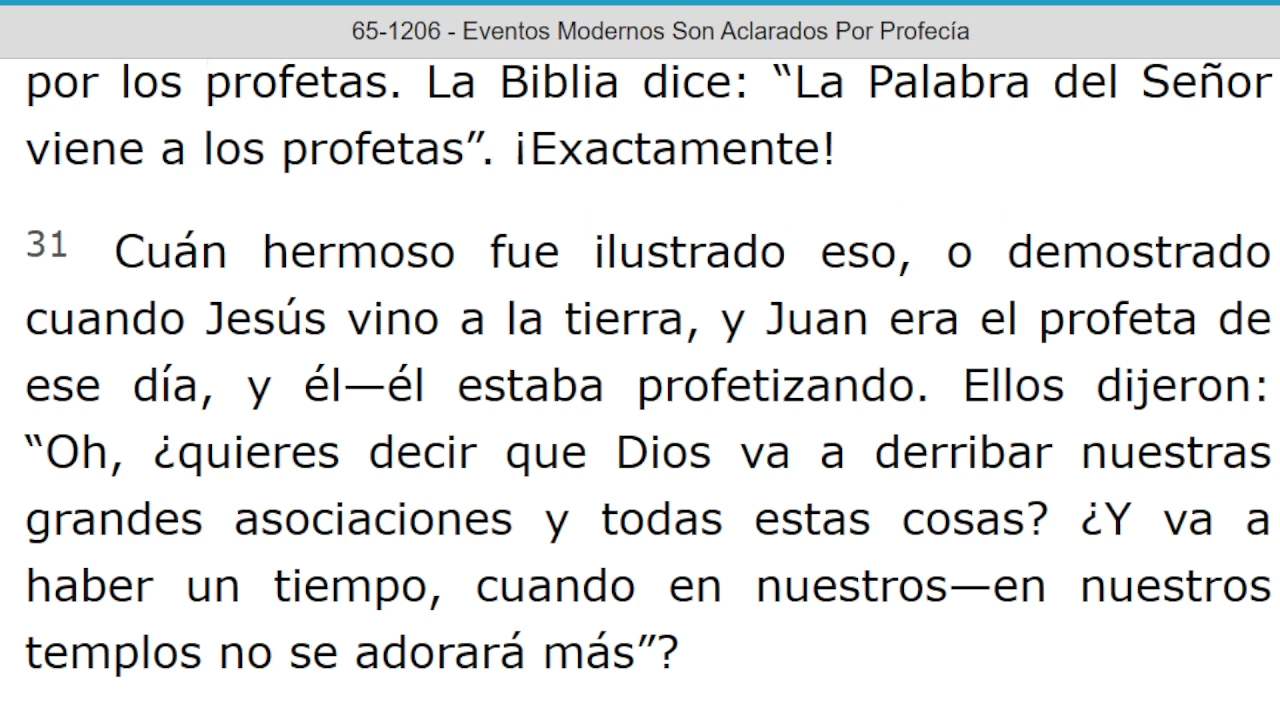 65-1206 - Eventos Modernos Son Aclarados Por Profecía
por los profetas. La Biblia dice: “La Palabra del Señor
viene a los profetas”. ¡Exactamente!
31 Cuán hermoso fue ilustrado eso, o demostrado
cuando Jesús vino a la tierra, y Juan era el profeta de
ese día, y él—él estaba profetizando. Ellos dijeron:
“Oh, ¿quieres decir que Dios va a derribar nuestras
grandes asociaciones y todas estas cosas? ¿Y va a
haber un tiempo, cuando en nuestros—en nuestros
templos no se adorará más”?